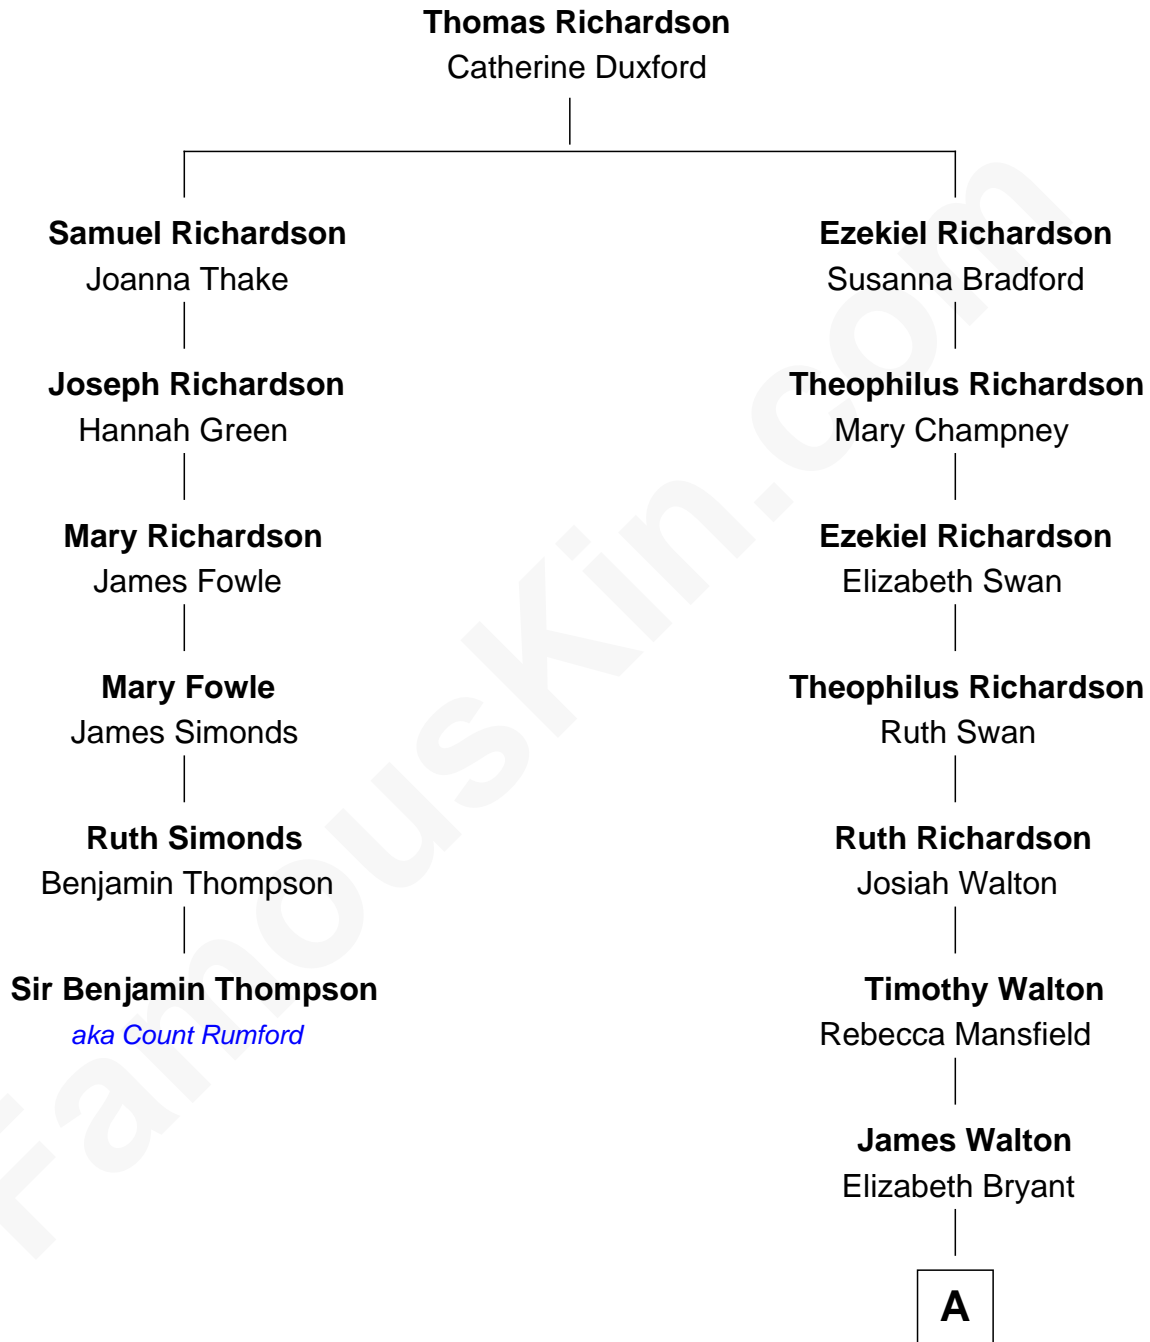 Thomas Richardson
Catherine Duxford
Samuel Richardson
Joanna Thake
Joseph Richardson
Hannah Green
Mary Richardson
James Fowle
Mary Fowle
James Simonds
Ruth Simonds
Benjamin Thompson
Sir Benjamin Thompson
aka Count Rumford
Ezekiel Richardson
Susanna Bradford
Theophilus Richardson
Mary Champney
Ezekiel Richardson
Elizabeth Swan
Theophilus Richardson
Ruth Swan
Ruth Richardson
Josiah Walton
Timothy Walton
Rebecca Mansfield
James Walton
Elizabeth Bryant
A
FamousKin.com